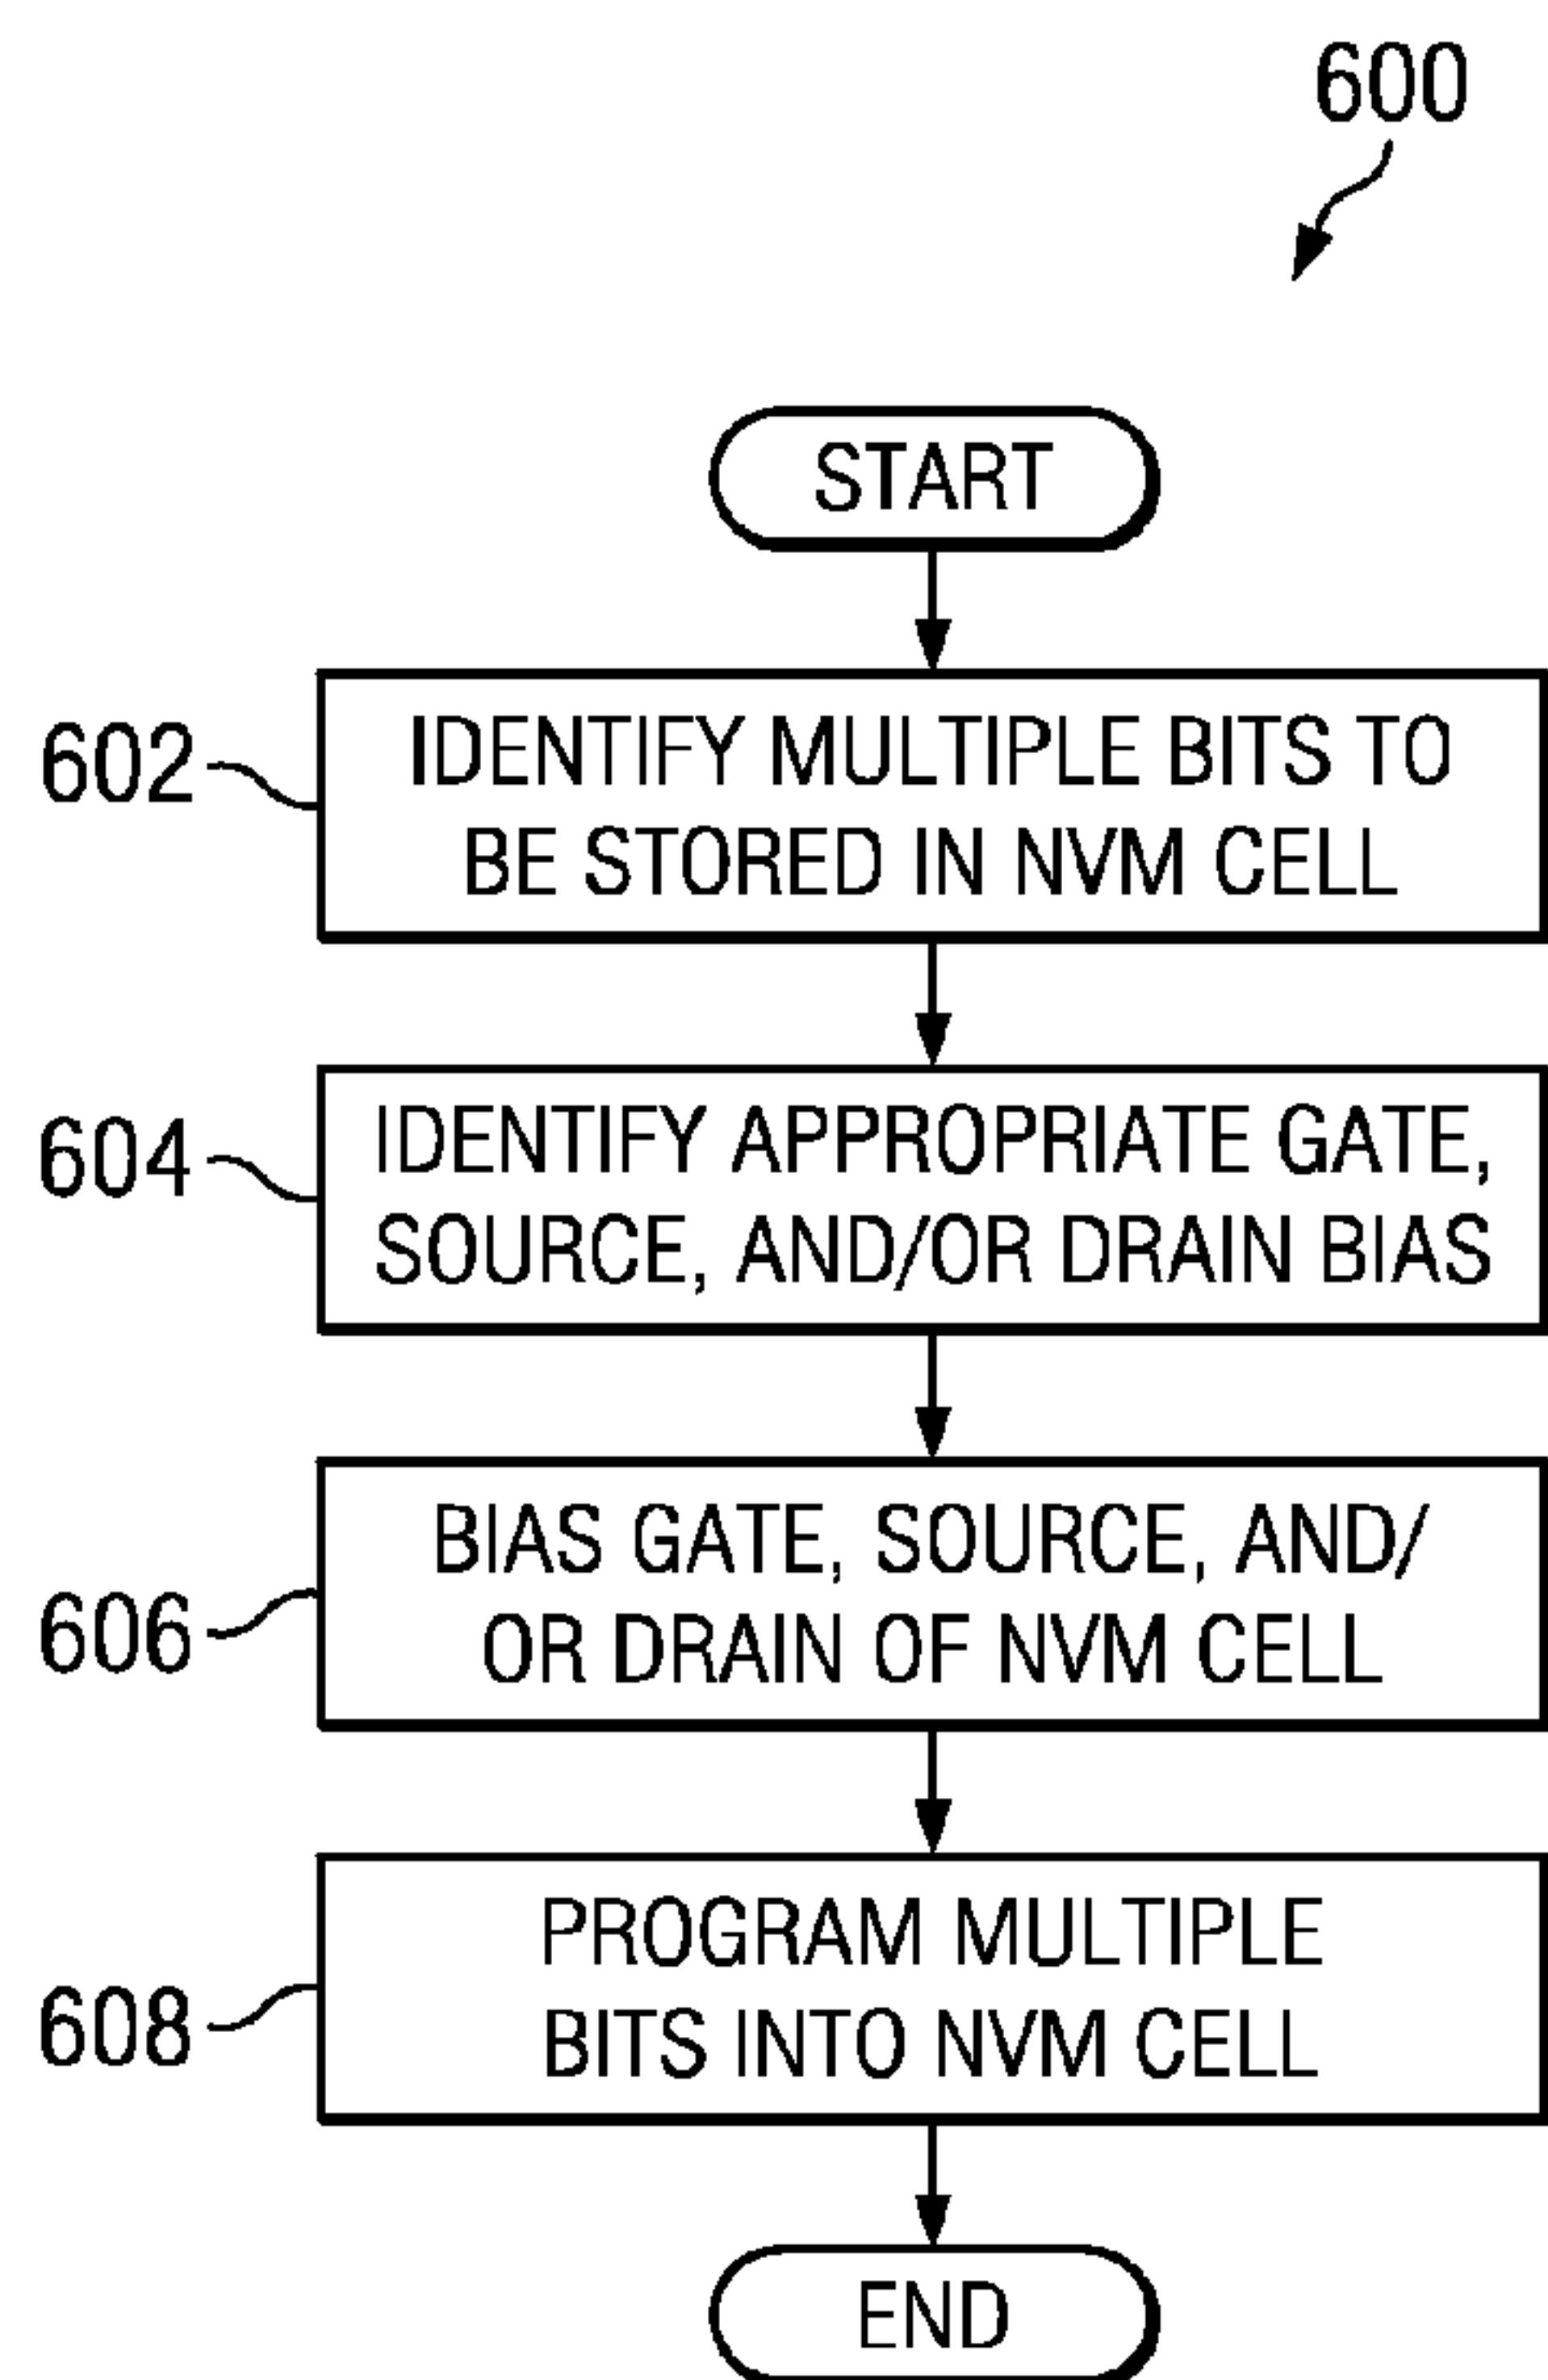 600
START
602
IDENTIFY MULTIPLE BITS TO
BE STORED IN NVM CELL
604
IDENTIFY APPROPRIATE GATE,
SOURCE, AND/OR DRAIN BIAS
606
BIAS GATE, SOURCE, AND/
OR DRAIN OF NVM CELL
608
PROGRAM MULTIPLE
BITS INTO NVM CELL
END